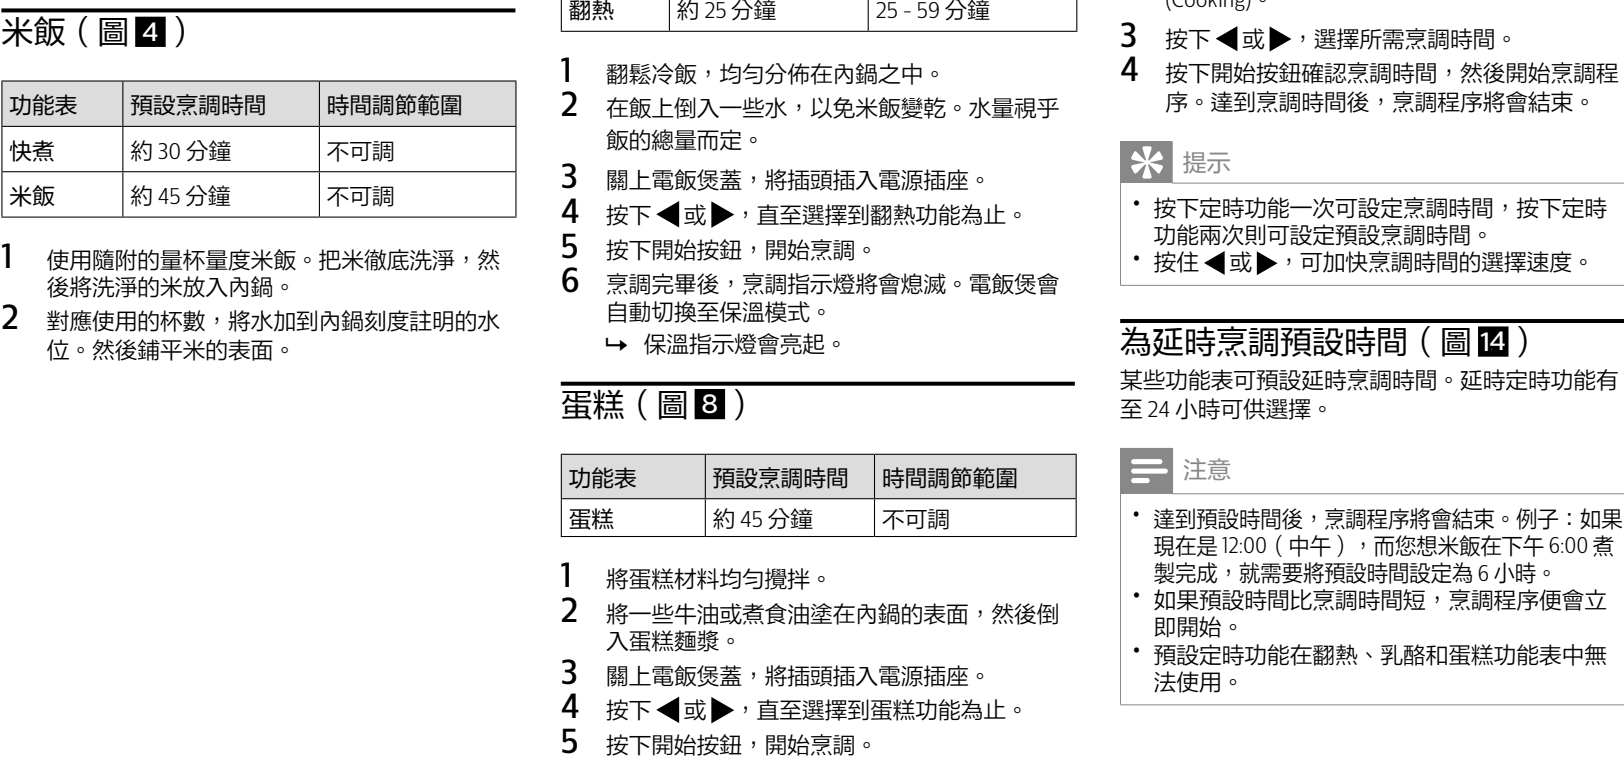 米飯（圖 4）
功能表 預設烹調時間 時間調節範圍
快煮 約 30 分鐘 不可調
米飯 約 45 分鐘 不可調
1 使用隨附的量杯量度米飯。把米徹底洗淨，然
後將洗淨的米放入內鍋。
2 對應使用的杯數，將水加到內鍋刻度註明的水
位。然後鋪平米的表面。
翻熱 約 25 分鐘 25 - 59 分鐘
1 翻鬆冷飯，均勻分佈在內鍋之中。
2 在飯上倒入一些水，以免米飯變乾。水量視乎
飯的總量而定。
3 關上電飯煲蓋，將插頭插入電源插座。
4 按下 ◀ 或 ▶，直至選擇到翻熱功能為止。
5 按下開始按鈕，開始烹調。
6 烹調完畢後，烹調指示燈將會熄滅。電飯煲會
自動切換至保溫模式。
↳ 保溫指示燈會亮起。
蛋糕（圖 8）
功能表 預設烹調時間 時間調節範圍
蛋糕 約 45 分鐘 不可調
1 將蛋糕材料均勻攪拌。
2 將一些牛油或煮食油塗在內鍋的表面，然後倒
入蛋糕麵漿。
3 關上電飯煲蓋，將插頭插入電源插座。
4 按下 ◀ 或 ▶，直至選擇到蛋糕功能為止。
5 按下開始按鈕，開始烹調。
(Cooking)。
3 按下 ◀ 或 ▶，選擇所需烹調時間。
4 按下開始按鈕確認烹調時間，然後開始烹調程
序。達到烹調時間後，烹調程序將會結束。
提示
• 按下定時功能一次可設定烹調時間，按下定時
功能兩次則可設定預設烹調時間。
• 按住 ◀ 或 ▶，可加快烹調時間的選擇速度。
為延時烹調預設時間（圖 14）
某些功能表可預設延時烹調時間。延時定時功能有
至 24 小時可供選擇。
注意
• 達到預設時間後，烹調程序將會結束。例子：如果
現在是 12:00（中午），而您想米飯在下午 6:00 煮
製完成，就需要將預設時間設定為 6 小時。
• 如果預設時間比烹調時間短，烹調程序便會立
即開始。
• 預設定時功能在翻熱、乳酪和蛋糕功能表中無
法使用。